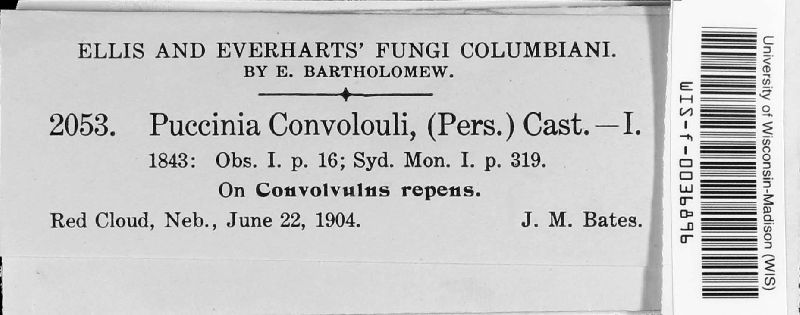 ELLIS AND EVERHARTS' FUNGI COLUMBIANI.
BY E. BARTHOLOMEW.
2053. Puccinia Convolouli, (Pers.) Cast.—I.
1843: Obs. I. p. 16; Syd. Mon. I. p. 319.
On Convolvulus repens.
Red Cloud, Neb., June 22, 1904. J. M. Bates.
University of Wisconsin-Madison (WIS)
WIS-f-0039896